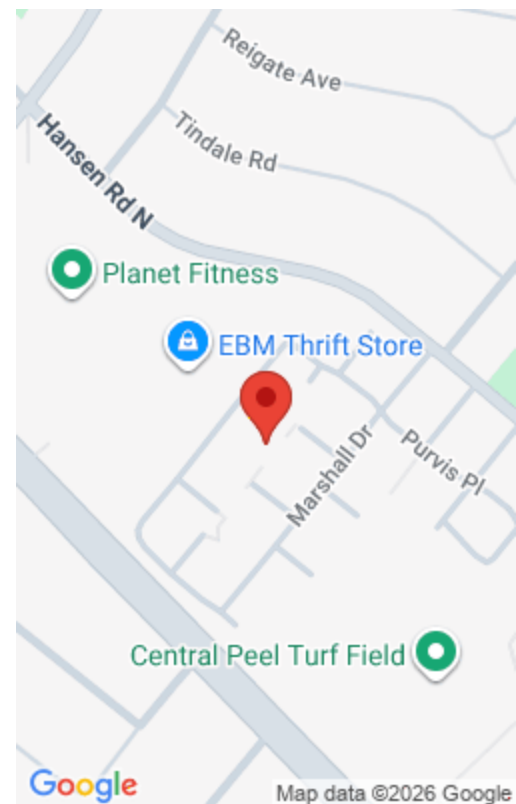 Reigate Ave
Tindale Rd
Hansen Rd N
Planet Fitness
EBM Thrift Store
Marshall Dr
Purvis Pl
Central Peel Turf Field
Google
Map data ©2026 Google